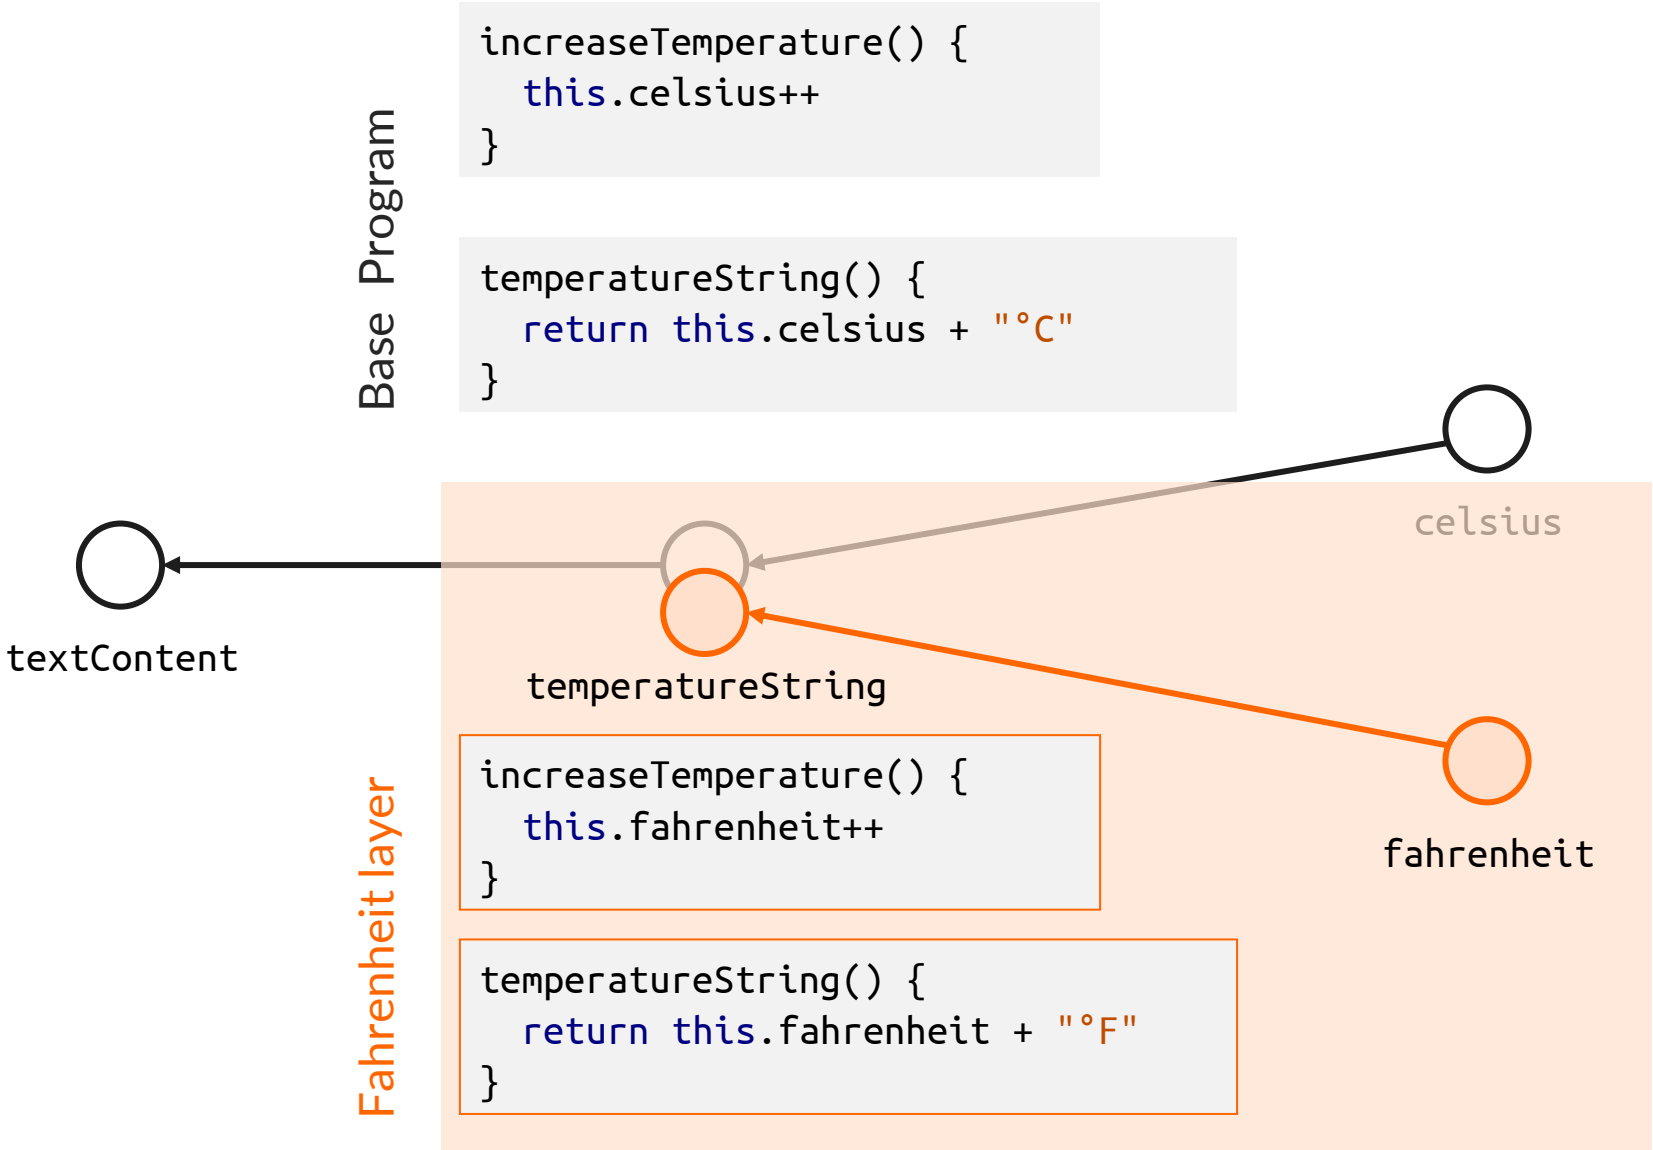 Base Program
increaseTemperature() {
  this.celsius++
}
temperatureString() {
  return this.celsius + "°C"
}
celsius
textContent
temperatureString
Fahrenheit layer
increaseTemperature() {
  this.fahrenheit++
}
fahrenheit
temperatureString() {
  return this.fahrenheit + "°F"
}